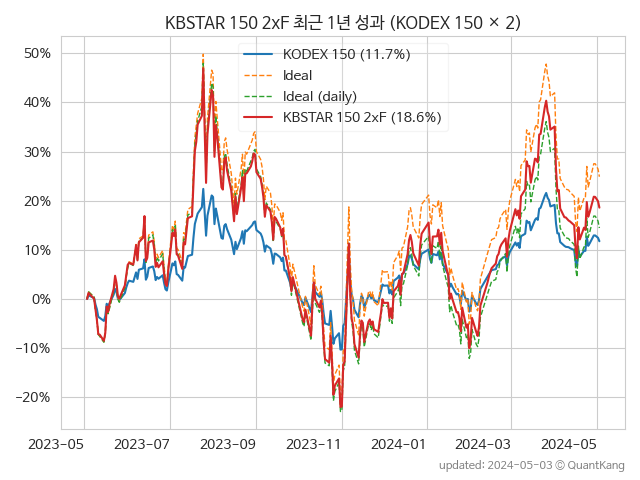 KBSTAR 150 2xF 최근 1년 성과 (KODEX 150 × 2)
KODEX 150 (11.7%)
Ideal
Ideal (daily)
KBSTAR 150 2xF (18.6%)
50%
40%
30%
20%
10%
0%
−10%
−20%
2023-05
2023-07
2023-09
2023-11
2024-01
2024-03
2024-05
updated: 2024-05-03 © QuantKang